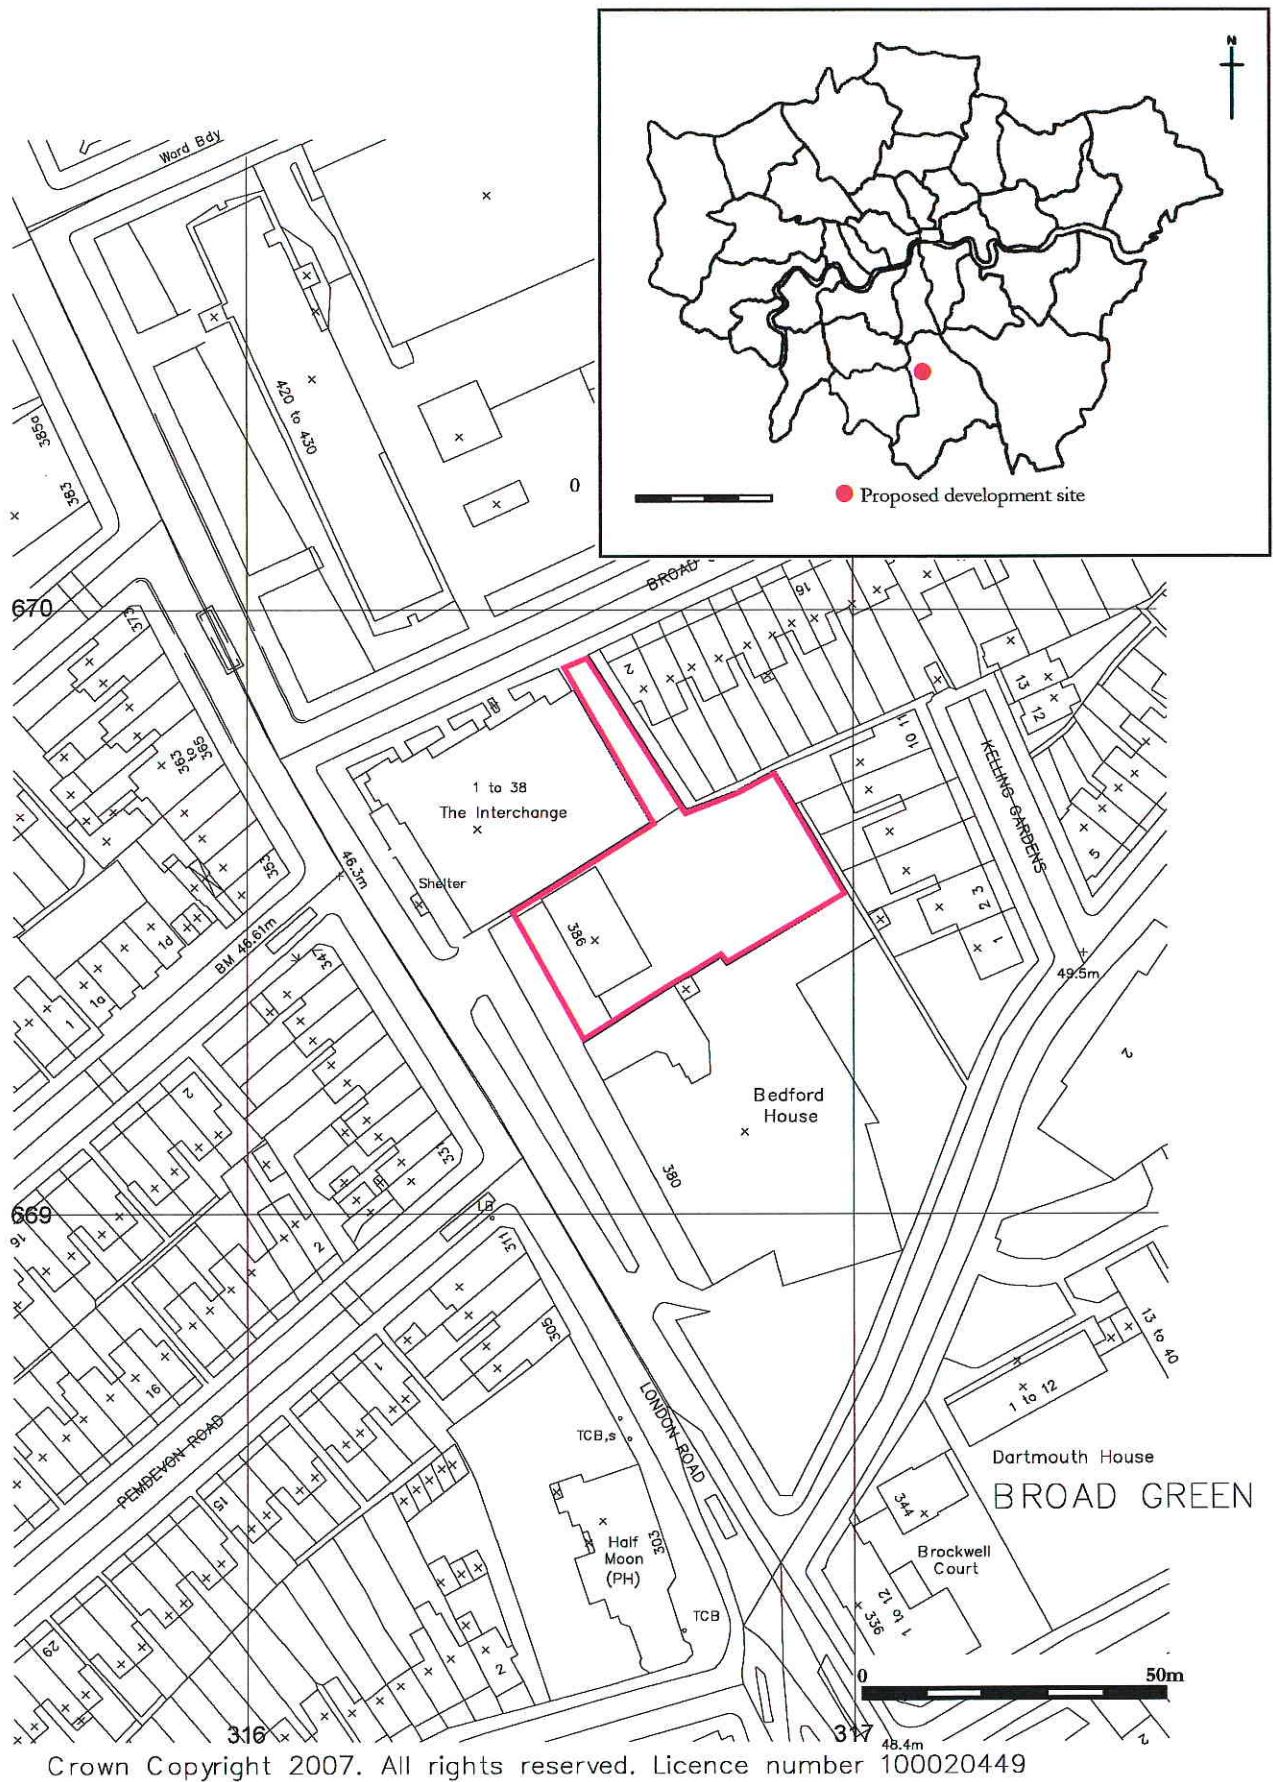 N
Proposed development site
0
Ward Bdy
385a
383
420 to 430
BROAD
670
373
363
to
365
353
2
16
13
12
11
10
KELLING GARDENS
5
3
2
1
49.5m
1 to 38
The Interchange
Shelter
46.3m
BM 46.61m
386
347
1d
1a
1
2
331
Bedford
House
380
2
669
16
2
LB
311
305
1
16
PEMDEVON ROAD
15
29
LONDON ROAD
TCB,s
303
Half
Moon
(PH)
TCB
2
13 to 40
1 to 12
Dartmouth House
BROAD GREEN
344
Brockwell
Court
1 to 12
336
0
50m
316
317
48.4m
2
Crown Copyright 2007. All rights reserved. Licence number 100020449